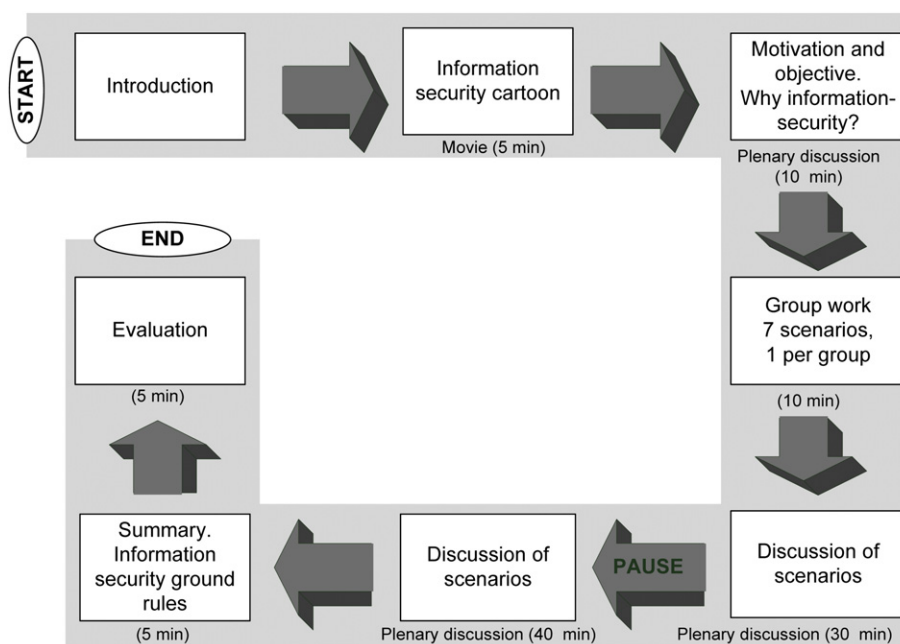 START
Introduction
Information
security cartoon
Movie (5 min)
Motivation and
objective.
Why information-
security?
Plenary discussion
(10 min)
Group work
7 scenarios,
1 per group
(10 min)
Discussion of
scenarios
Plenary discussion (30 min)
PAUSE
Discussion of
scenarios
Plenary discussion (40 min)
Summary.
Information
security ground
rules
(5 min)
Evaluation
(5 min)
END